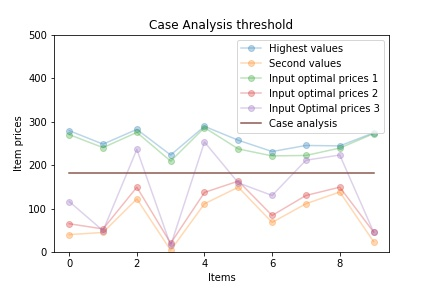 Case Analysis threshold
500
400
300
200
100
0
Item prices
Highest values
Second values
Input optimal prices 1
Input optimal prices 2
Input Optimal prices 3
Case analysis
0 2 4 6 8
Items